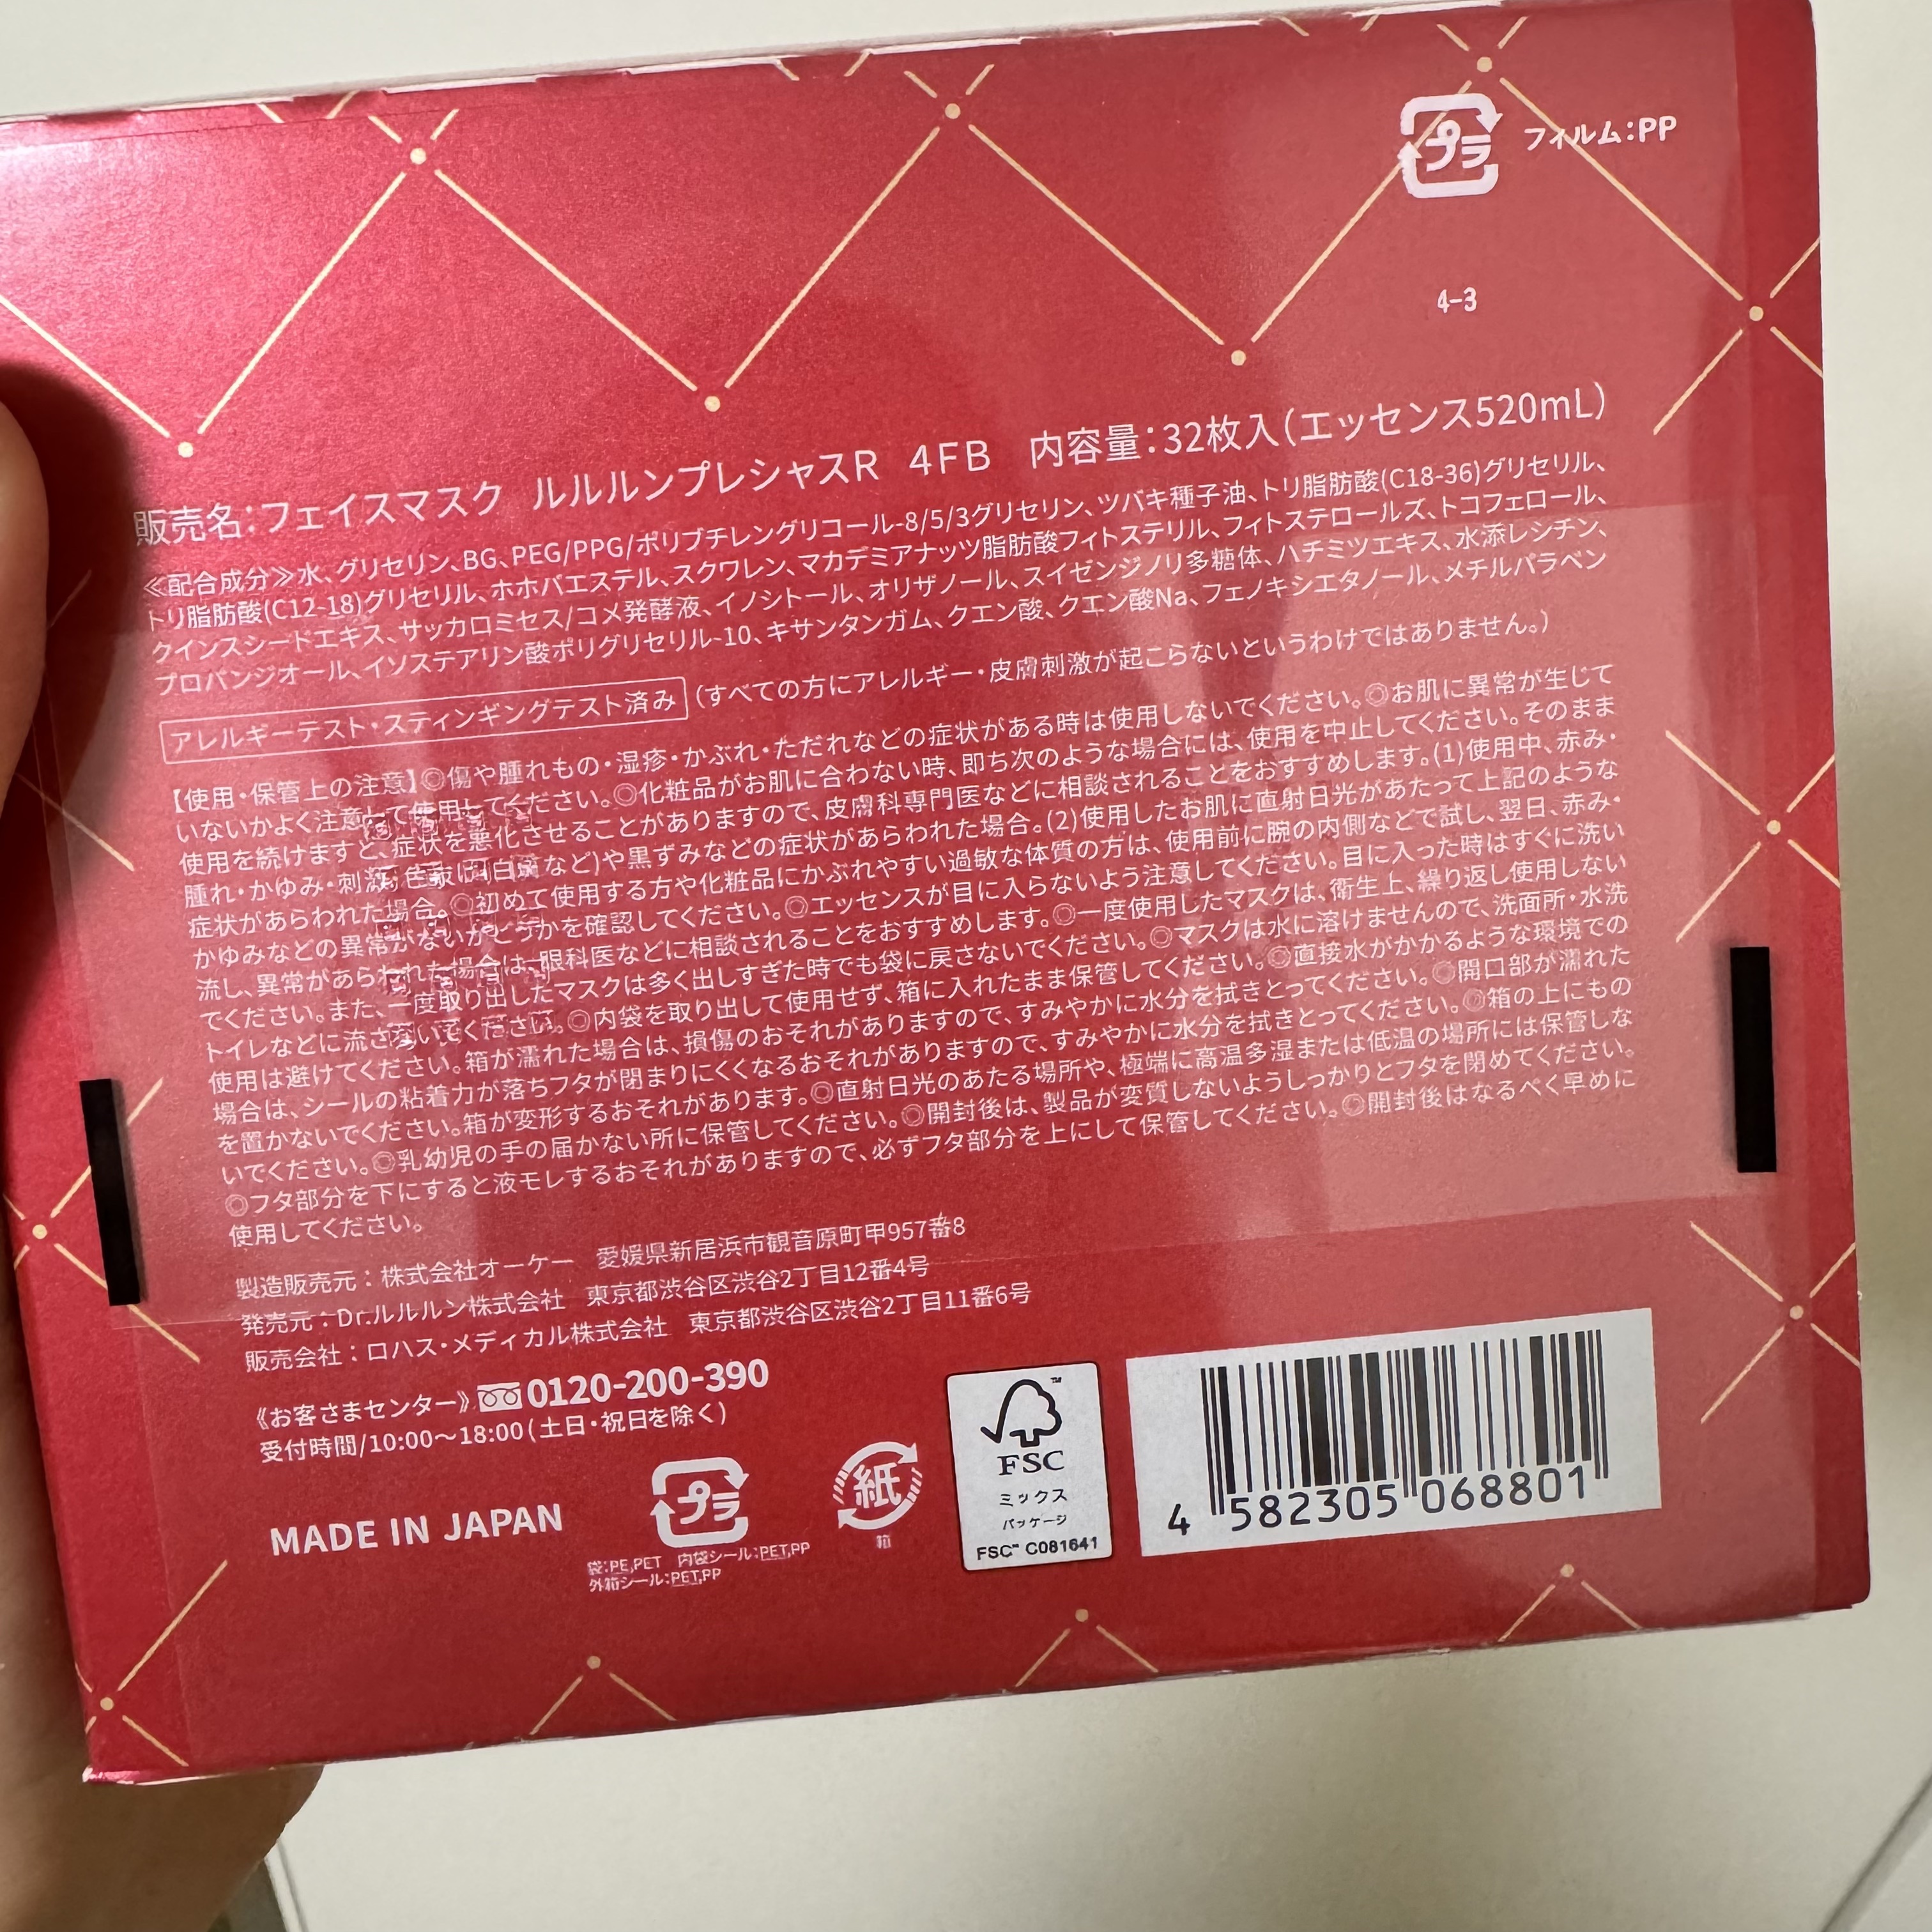 フィルム:PP
プラ
4-3
販売名:フェイスマスク ルルルンプレシャスR 4FB 内容量:32枚入(エッセンス520mL)
≪配合成分≫水、グリセリン、BG、PEG/PPG/ポリブチレングリコール-8/5/3グリセリン、ツバキ種子油、トリ脂肪酸(C18-36)グリセリル、
トリ脂肪酸(C12-18)グリセリル、ホホバエステル、スクワレン、マカデミアナッツ脂肪酸フィトステリル、フィトステロールズ、トコフェロール、
クインスシードエキス、サッカロミセス/コメ発酵液、イノシトール、オリザノール、スイゼンジノリ多糖体、ハチミツエキス、水添レシチン、
プロパンジオール、イソステアリン酸ポリグリセリル-10、キサンタンガム、クエン酸、クエン酸Na、フェノキシエタノール、メチルパラベン
アレルギーテスト・スティンギングテスト済み (すべての方にアレルギー・皮膚刺激が起こらないというわけではありません。)
【使用・保管上の注意】◎傷や腫れもの・湿疹・かぶれ・ただれなどの症状がある時は使用しないでください。◎お肌に異常が生じて
いないかよく注意して使用してください。◎化粧品がお肌に合わない時、即ち次のような場合には、使用を中止してください。そのまま
使用を続けますと、症状を悪化させることがありますので、皮膚科専門医などに相談されることをおすすめします。(1)使用中、赤み・
腫れ・かゆみ・刺激、色抜け(白斑など)や黒ずみなどの症状があらわれた場合。(2)使用したお肌に直射日光があたって上記のような
症状があらわれた場合。◎初めて使用する方や化粧品にかぶれやすい過敏な体質の方は、使用前に腕の内側などで試し、翌日、赤み・
かゆみなどの異常がないかどうかを確認してください。◎エッセンスが目に入らないよう注意してください。目に入った時はすぐに洗い
流し、異常があらわれた場合は、眼科医などに相談されることをおすすめします。◎一度使用したマスクは、衛生上、繰り返し使用しない
でください。また、一度取り出したマスクは多く出しすぎた時でも袋に戻さないでください。◎マスクは水に溶けませんので、洗面所・水洗
トイレなどに流さないでください。◎内袋を取り出して使用せず、箱に入れたまま保管してください。◎直接水がかかるような環境での
使用は避けてください。箱が濡れた場合は、損傷のおそれがありますので、すみやかに水分を拭きとってください。◎開口部が濡れた
場合は、シールの粘着力が落ちフタが閉まりにくくなるおそれがありますので、すみやかに水分を拭きとってください。◎箱の上にもの
を置かないでください。箱が変形するおそれがあります。◎直射日光のあたる場所や、極端に高温多湿または低温の場所には保管しな
いでください。◎乳幼児の手の届かない所に保管してください。◎開封後は、製品が変質しないようしっかりとフタを閉めてください。
◎フタ部分を下にすると液モレするおそれがありますので、必ずフタ部分を上にして保管してください。◎開封後はなるべく早めに
使用してください。
製造販売元:株式会社オーケー 愛媛県新居浜市観音原町甲957番8
発売元:Dr.ルルルン株式会社 東京都渋谷区渋谷2丁目12番4号
販売会社:ロハス・メディカル株式会社 東京都渋谷区渋谷2丁目11番6号
《お客さまセンター》0120-200-390
受付時間/10:00〜18:00(土日・祝日を除く)
MADE IN JAPAN
プラ
袋:PE,PET 内袋シール:PET,PP
外箱シール:PET,PP
紙
箱
FSC™
ミックス
パッケージ
FSC™ C081641
4 582305 068801